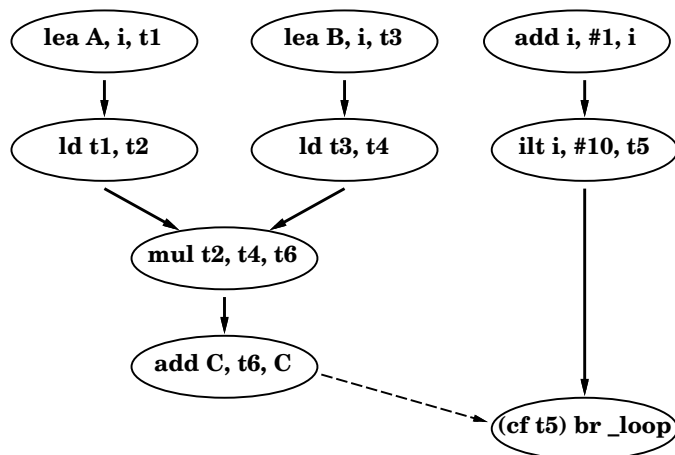 lea A, i, t1
lea B, i, t3
add i, #1, i
ld t1, t2
ld t3, t4
ilt i, #10, t5
mul t2, t4, t6
add C, t6, C
(cf t5) br _loop